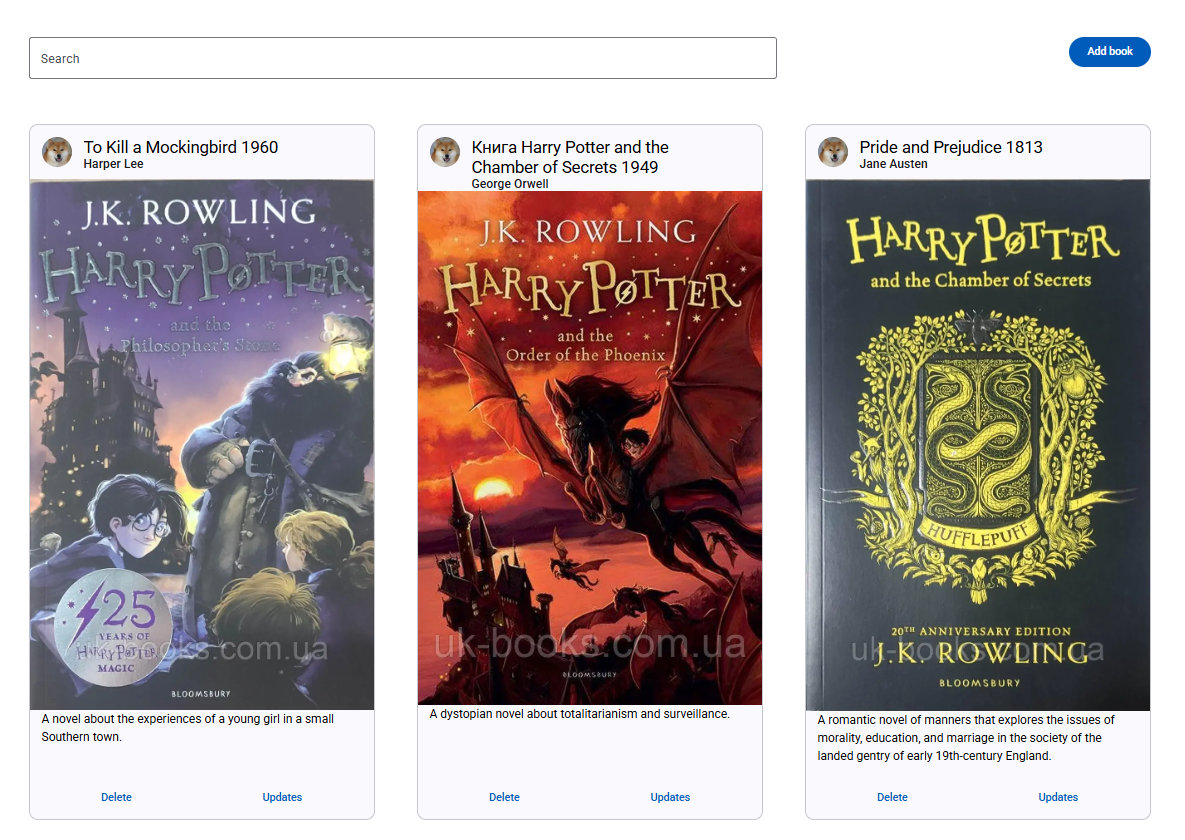 Search
Add book
To Kill a Mockingbird 1960
Harper Lee
J.K. ROWLING
HARRY POTTER
and the
Philosopher's Stone
25
YEARS OF
HARRY POTTER
MAGIC
uk-books.com.ua
BLOOMSBURY
A novel about the experiences of a young girl in a small
Southern town.
Delete
Updates
Книга Harry Potter and the
Chamber of Secrets 1949
George Orwell
J.K. ROWLING
HARRY POTTER
and the
Order of the Phoenix
uk-books.com.ua
BLOOMSBURY
A dystopian novel about totalitarianism and surveillance.
Delete
Updates
Pride and Prejudice 1813
Jane Austen
HARRY POTTER
and the Chamber of Secrets
HUFFLEPUFF
20TH ANNIVERSARY EDITION
uk-books.com.ua
J.K. ROWLING
BLOOMSBURY
A romantic novel of manners that explores the issues of
morality, education, and marriage in the society of the
landed gentry of early 19th-century England.
Delete
Updates